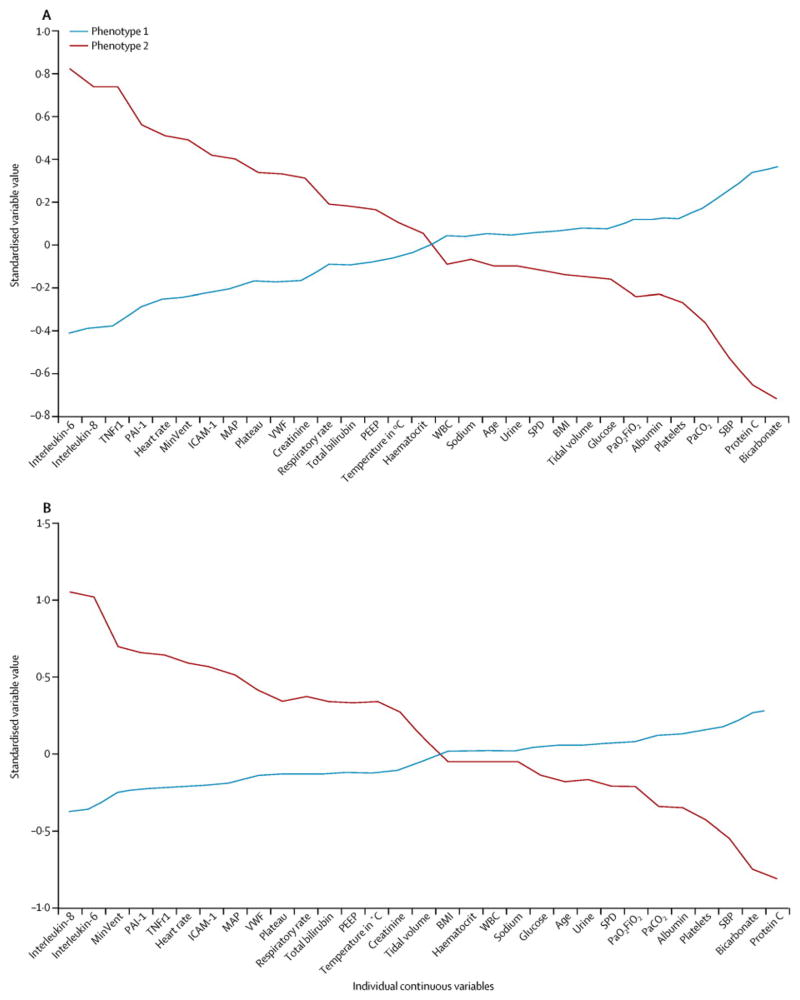 A
1·0
0·8
0·6
0·4
0·2
0
−0·2
−0·4
−0·6
−0·8
Standardised variable value
Phenotype 1
Phenotype 2
Interleukin-6
Interleukin-8
TNFr1
PAI-1
Heart rate
MinVent
ICAM-1
MAP
Plateau
VWF
Creatinine
Respiratory rate
Total bilirubin
PEEP
Temperature in ºC
Haematocrit
WBC
Sodium
Age
Urine
SPD
BMI
Tidal volume
Glucose
PaO₂FiO₂
Albumin
Platelets
PaCO₂
SBP
Protein C
Bicarbonate
B
1·5
1·0
0·5
0
−0·5
−1·0
Standardised variable value
Interleukin-8
Interleukin-6
MinVent
PAI-1
TNFr1
Heart rate
ICAM-1
MAP
VWF
Plateau
Respiratory rate
Total bilirubin
PEEP
Temperature in ˚C
Creatinine
Tidal volume
BMI
Haematocrit
WBC
Sodium
Glucose
Age
Urine
SPD
PaO₂FiO₂
PaCO₂
Albumin
Platelets
SBP
Bicarbonate
Protein C
Individual continuous variables